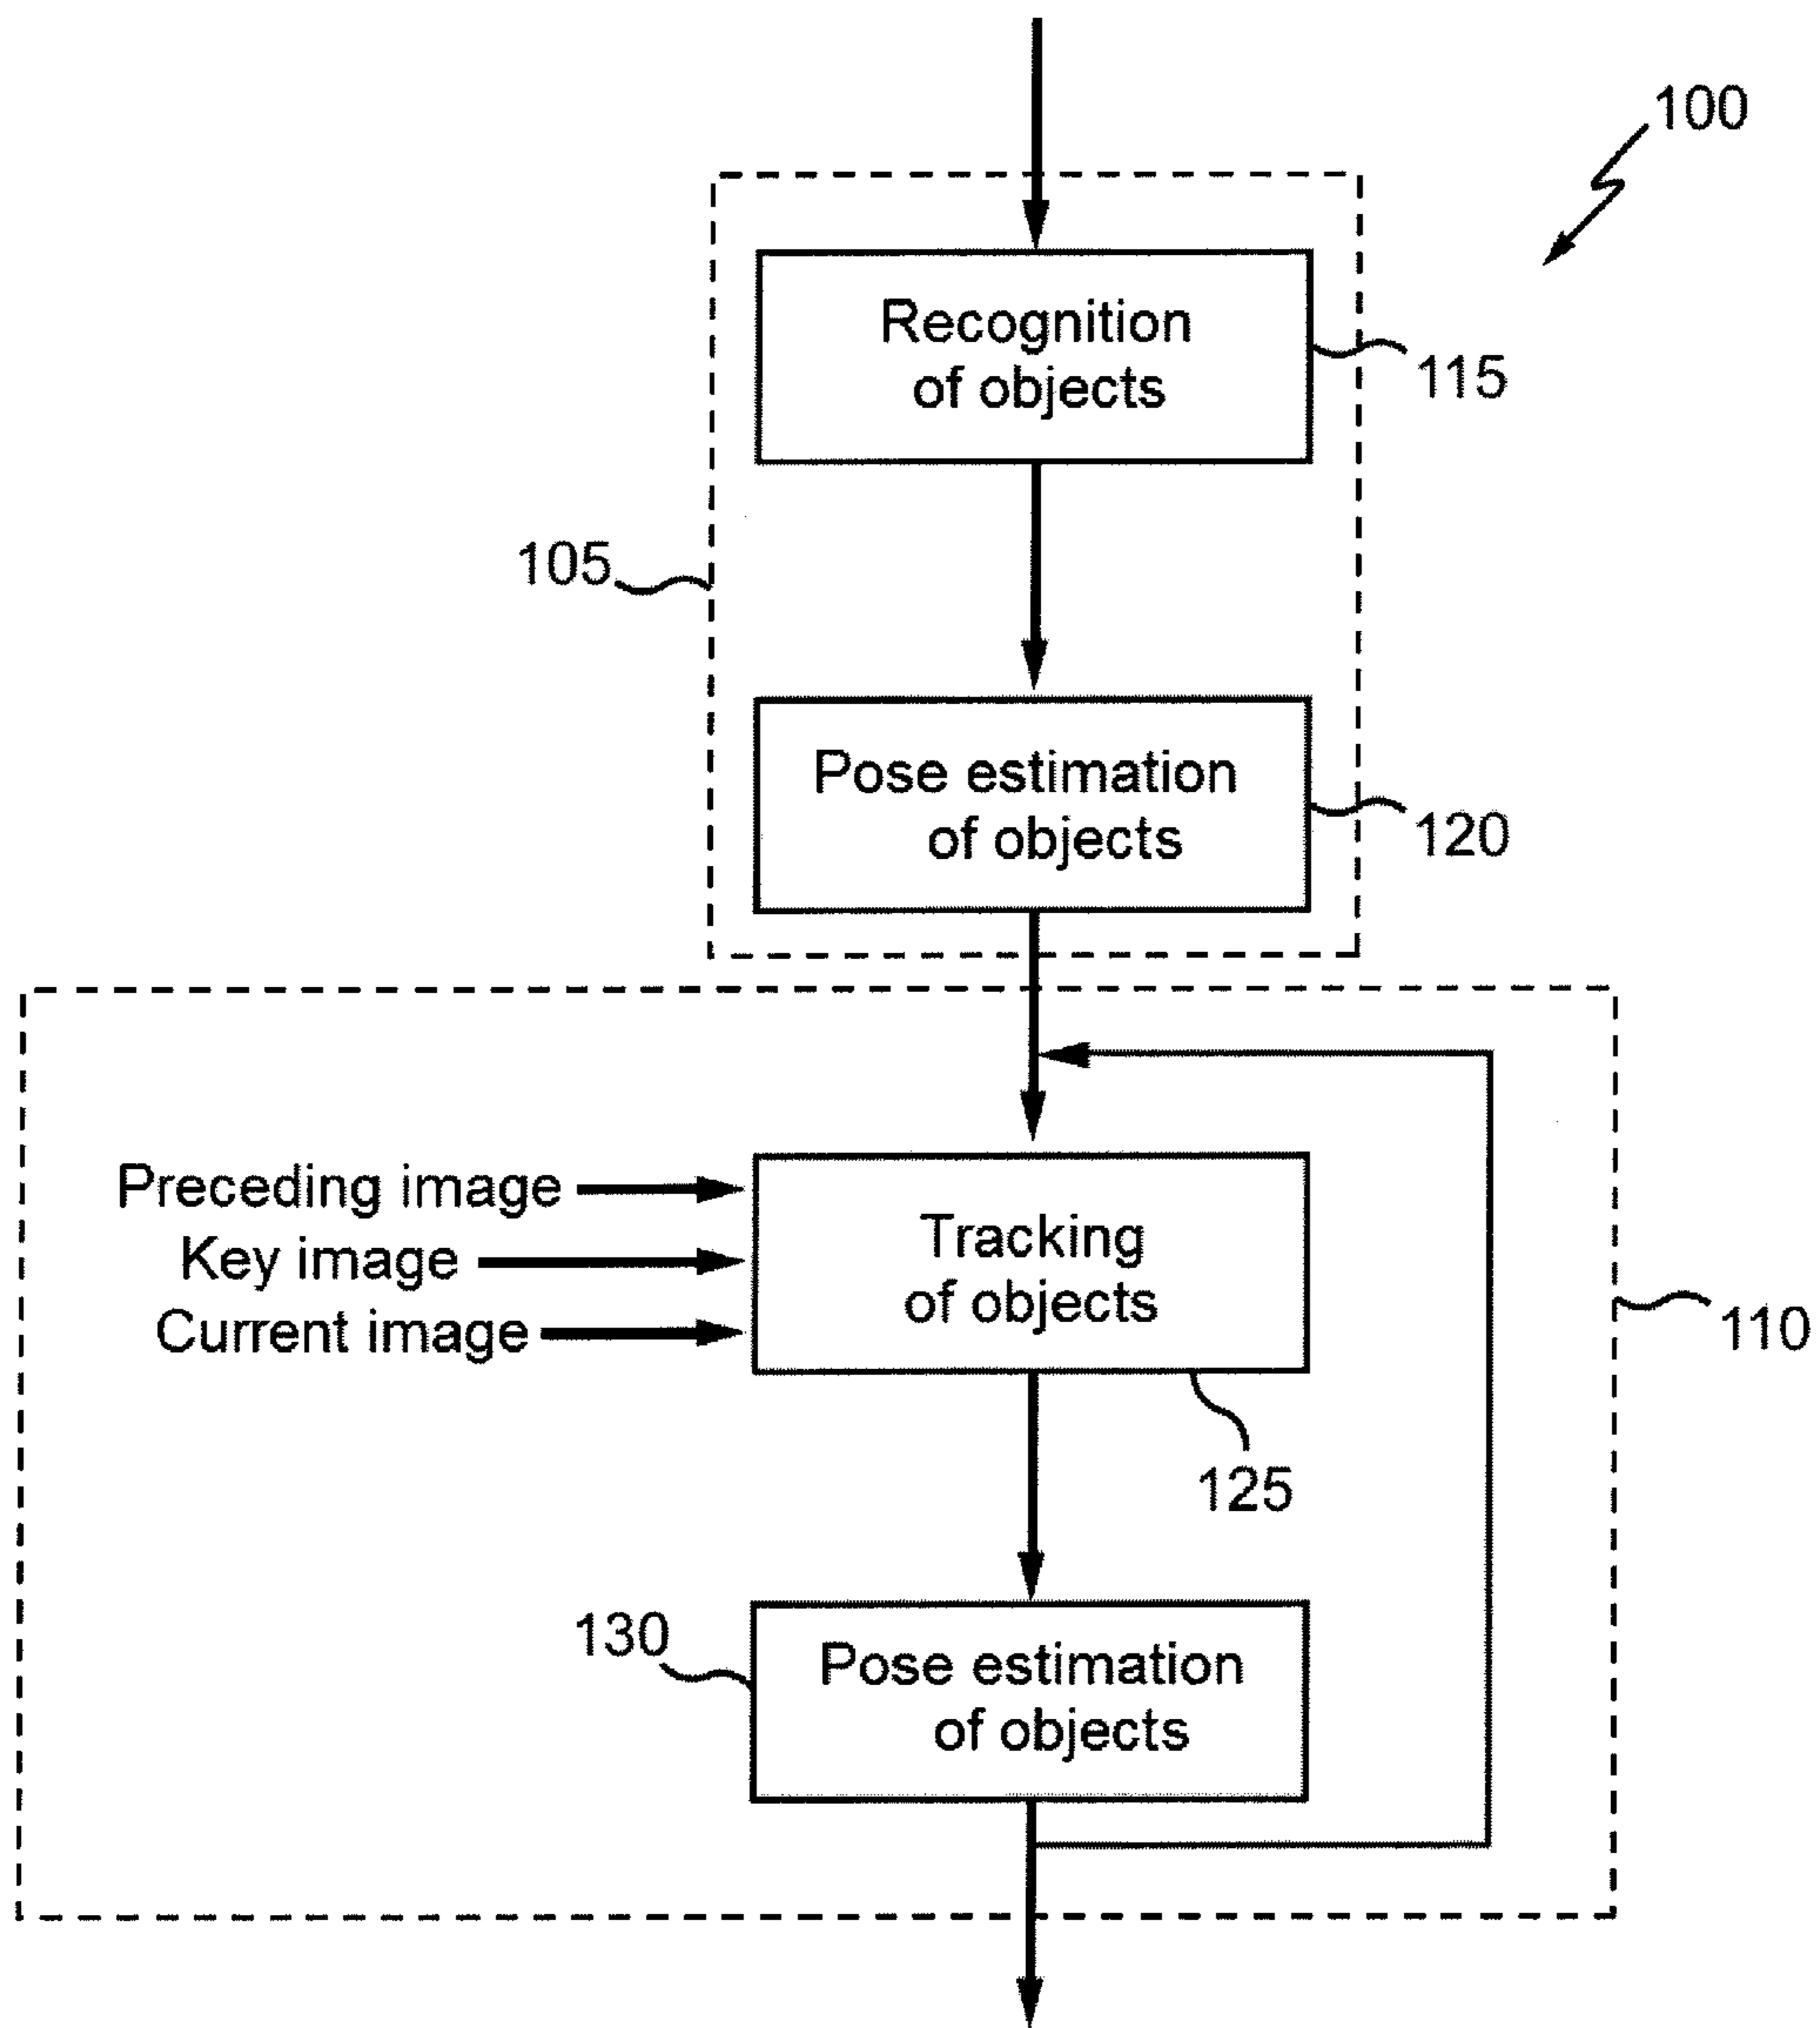 100
Recognition
of objects
115
105
Pose estimation
of objects
120
Preceding image
Key image
Current image
Tracking
of objects
110
125
130
Pose estimation
of objects